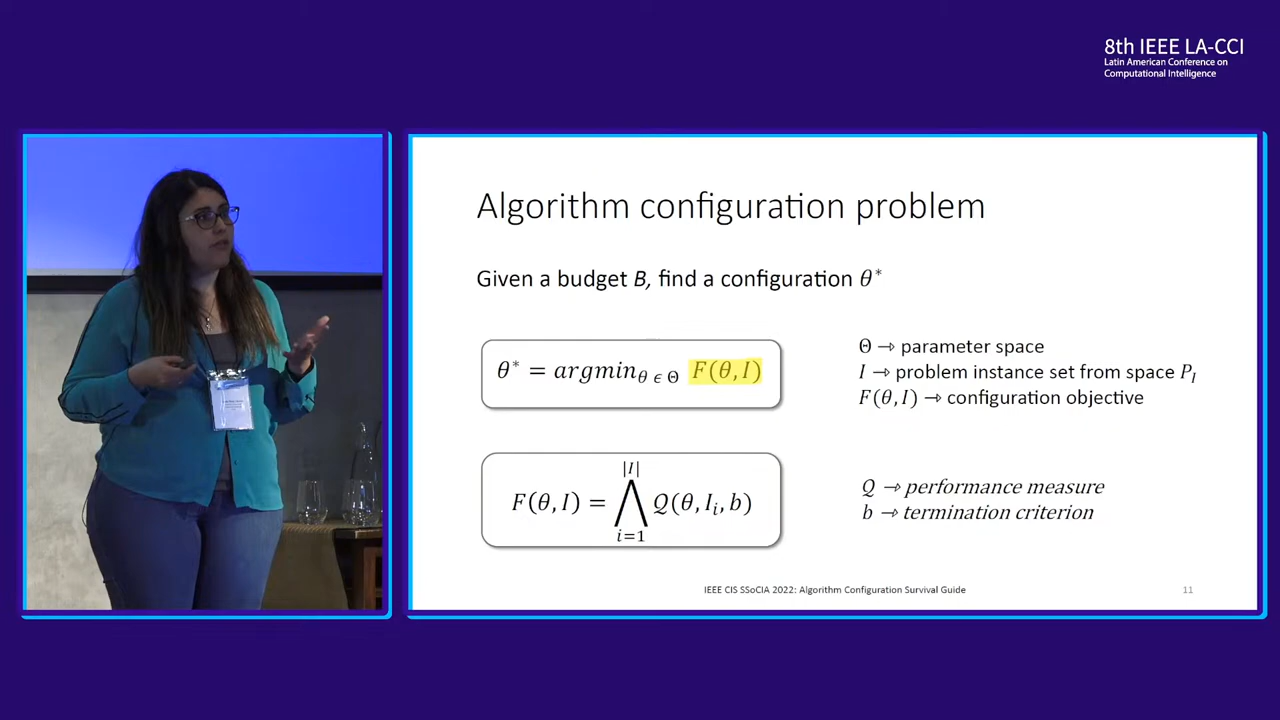 8th IEEE LA-CCI
Latin American Conference on
Computational Intelligence
Algorithm configuration problem
Given a budget B, find a configuration θ*
θ* = argmin_{θ ϵ Θ} F(θ, I)
Θ → parameter space
I → problem instance set from space P_I
F(θ, I) → configuration objective
|I|
F(θ, I) = ⋀ Q(θ, I_i, b)
i=1
Q → performance measure
b → termination criterion
IEEE CIS SSoCIA 2022: Algorithm Configuration Survival Guide
11